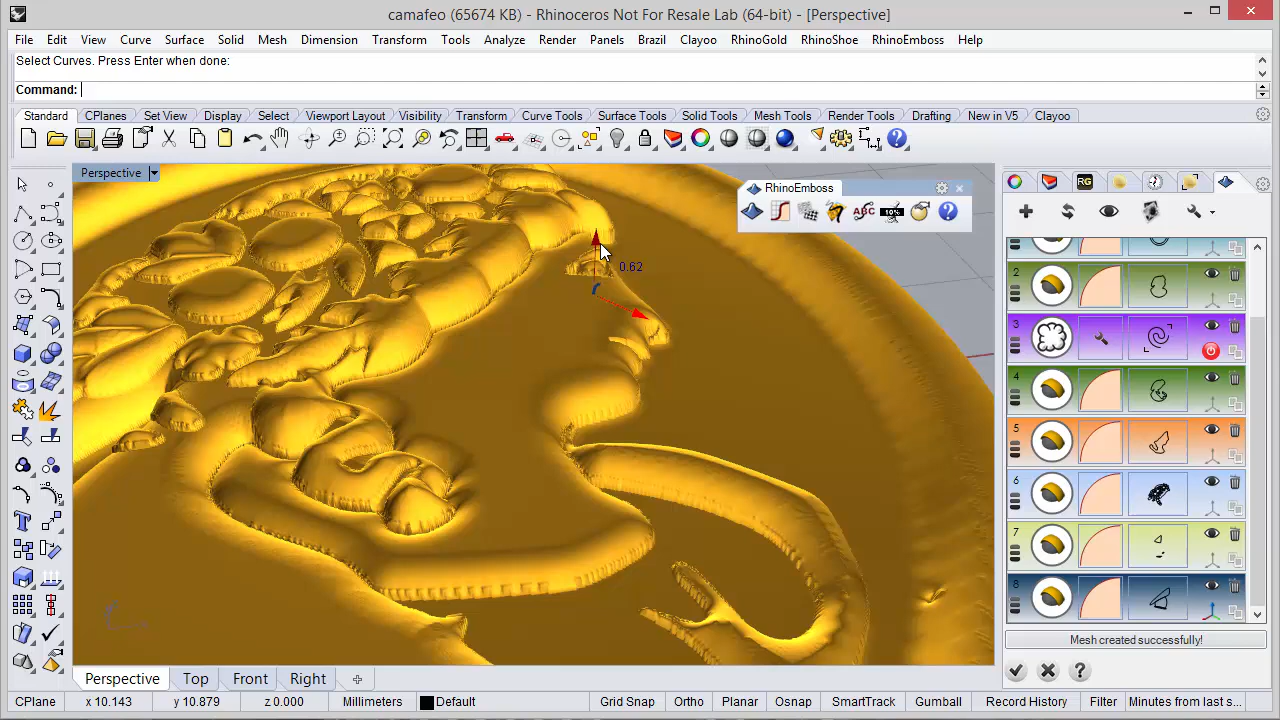 camafeo (65674 KB) - Rhinoceros Not For Resale Lab (64-bit) - [Perspective]
File Edit View Curve Surface Solid Mesh Dimension Transform Tools Analyze Render Panels Brazil Clayoo RhinoGold RhinoShoe RhinoEmboss Help
Select Curves. Press Enter when done:
Command:
Standard CPlanes Set View Display Select Viewport Layout Visibility Transform Curve Tools Surface Tools Solid Tools Mesh Tools Render Tools Drafting New in V5 Clayoo
Perspective
RhinoEmboss
RG
ABC
10%
0.62
2
3
4
5
6
7
8
Mesh created successfully!
Perspective Top Front Right
CPlane x 10.143 y 10.879 z 0.000 Millimeters Default Grid Snap Ortho Planar Osnap SmartTrack Gumball Record History Filter Minutes from last s...